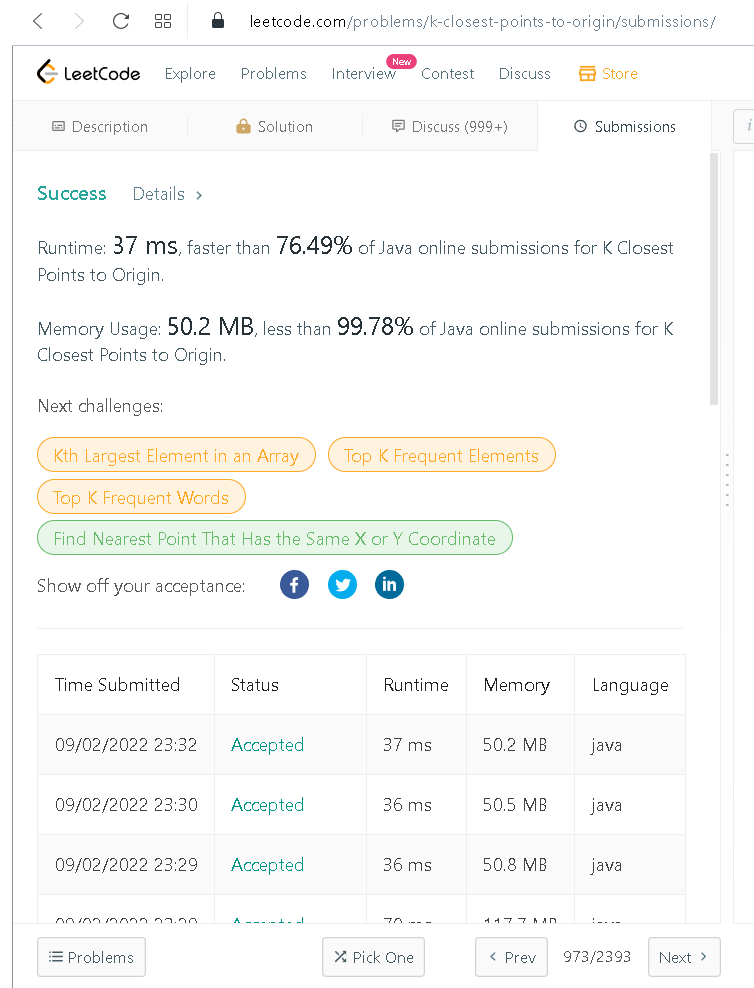 leetcode.com/problems/k-closest-points-to-origin/submissions/
LeetCode Explore Problems Interview New Contest Discuss Store
Description Solution Discuss (999+) Submissions i
Success Details >
Runtime: 37 ms, faster than 76.49% of Java online submissions for K Closest
Points to Origin.
Memory Usage: 50.2 MB, less than 99.78% of Java online submissions for K
Closest Points to Origin.
Next challenges:
Kth Largest Element in an Array Top K Frequent Elements
Top K Frequent Words
Find Nearest Point That Has the Same X or Y Coordinate
Show off your acceptance: f in
Time Submitted Status Runtime Memory Language
09/02/2022 23:32 Accepted 37 ms 50.2 MB java
09/02/2022 23:30 Accepted 36 ms 50.5 MB java
09/02/2022 23:29 Accepted 36 ms 50.8 MB java
Problems Pick One < Prev 973/2393 Next >